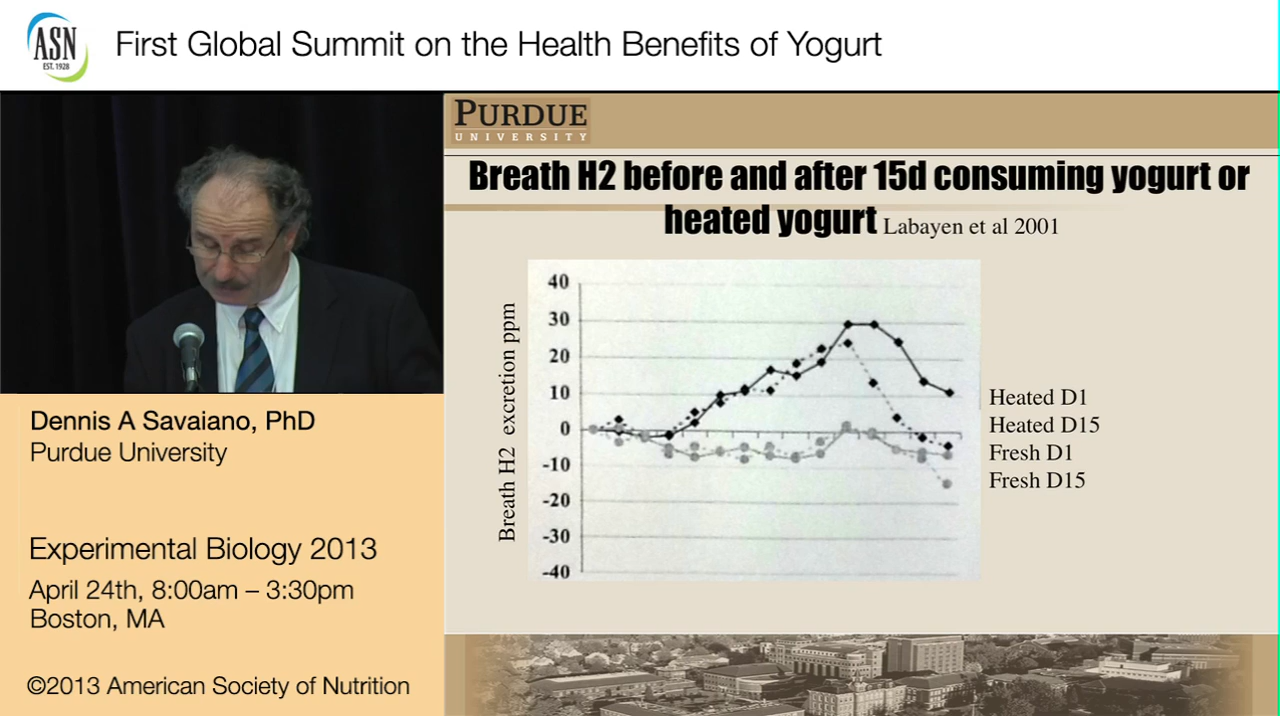 ASN
EST. 1928
First Global Summit on the Health Benefits of Yogurt
PURDUE
UNIVERSITY
Breath H2 before and after 15d consuming yogurt or
heated yogurt Labayen et al 2001
Breath H2 excretion ppm
40
30
20
10
0
-10
-20
-30
-40
Heated D1
Heated D15
Fresh D1
Fresh D15
Dennis A Savaiano, PhD
Purdue University
Experimental Biology 2013
April 24th, 8:00am – 3:30pm
Boston, MA
©2013 American Society of Nutrition